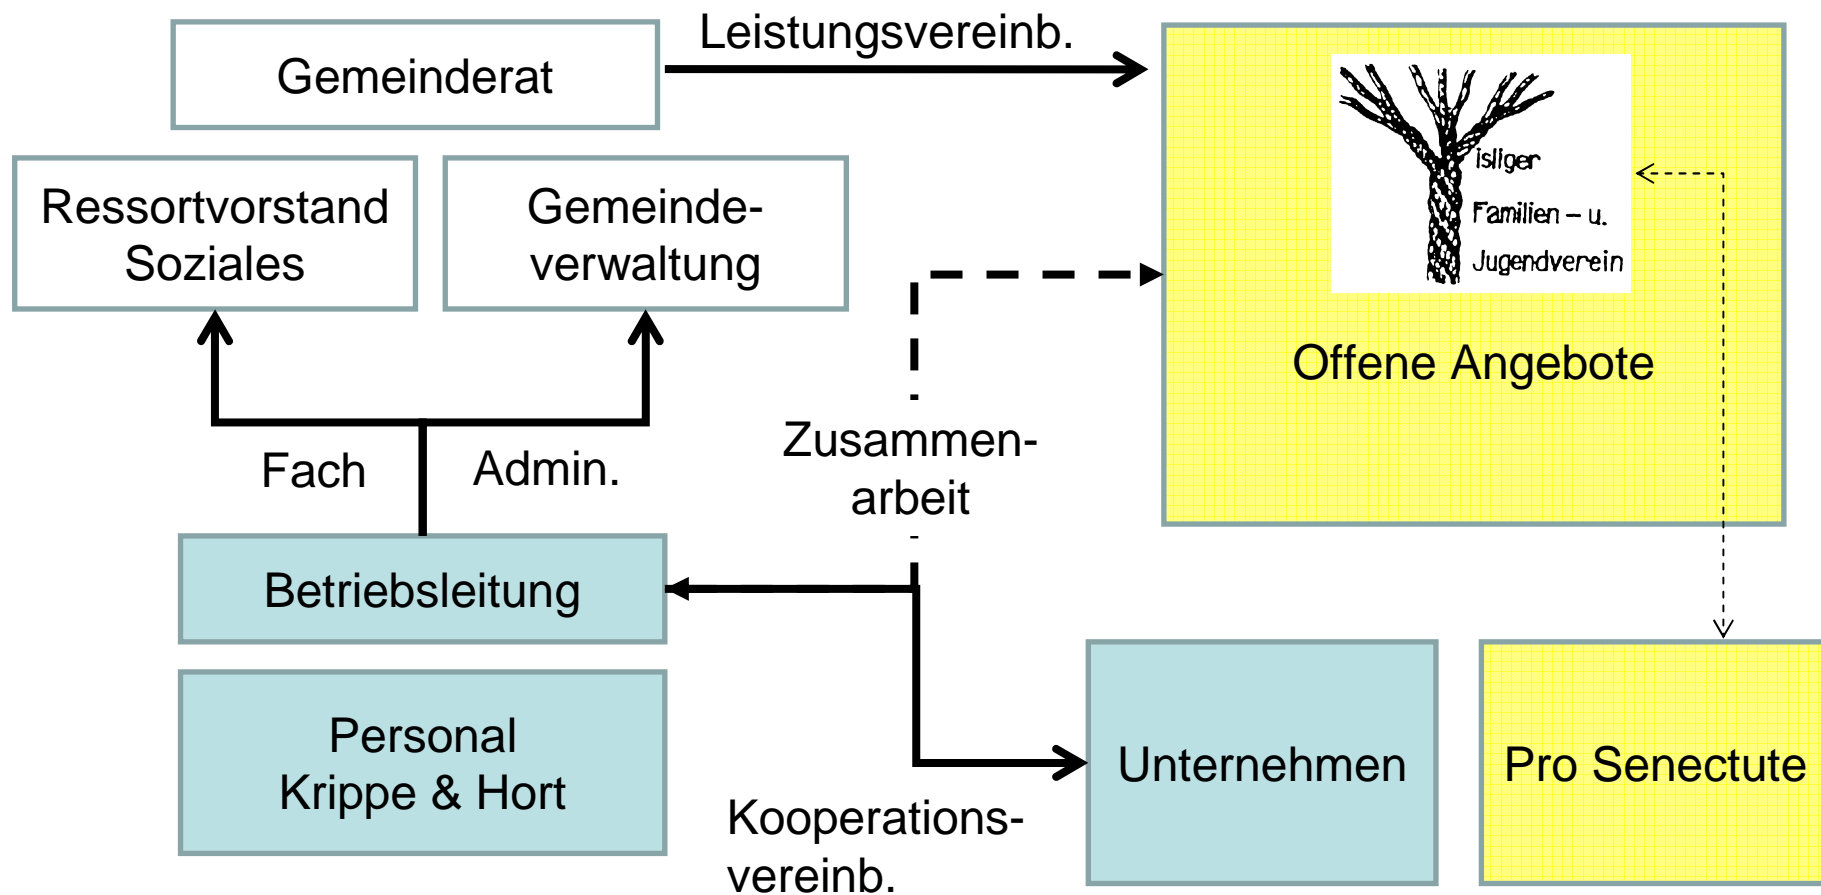 Leistungsvereinb.
Gemeinderat
isliger
Familien - u.
Jugendverein
Ressortvorstand
Soziales
Gemeinde-
verwaltung
Offene Angebote
Fach
Admin.
Zusammen-
arbeit
Betriebsleitung
Personal
Krippe & Hort
Unternehmen
Pro Senectute
Kooperations-
vereinb.